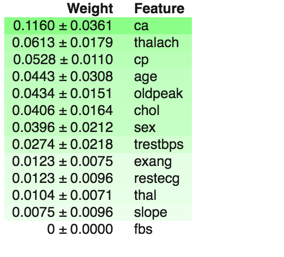 Weight Feature
0.1160 ± 0.0361 ca
0.0613 ± 0.0179 thalach
0.0528 ± 0.0110 cp
0.0443 ± 0.0308 age
0.0434 ± 0.0151 oldpeak
0.0406 ± 0.0164 chol
0.0396 ± 0.0212 sex
0.0274 ± 0.0218 trestbps
0.0123 ± 0.0075 exang
0.0123 ± 0.0096 restecg
0.0104 ± 0.0071 thal
0.0075 ± 0.0096 slope
0 ± 0.0000 fbs